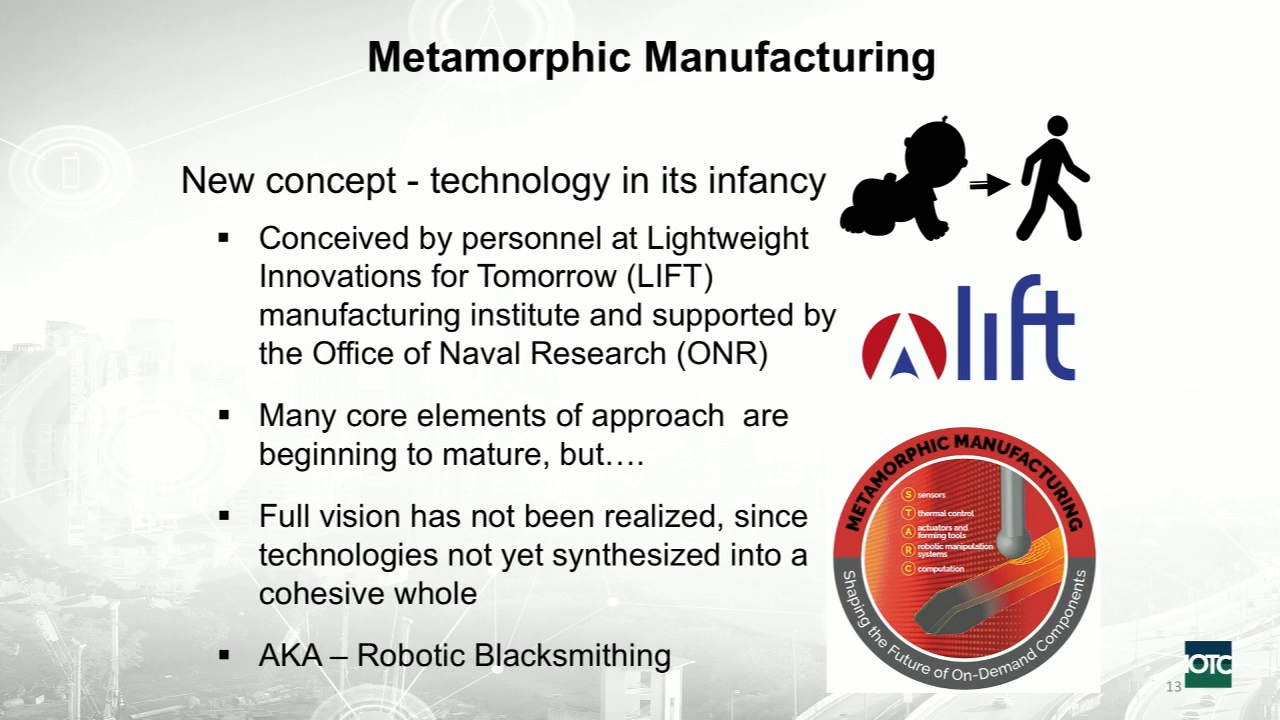 Metamorphic Manufacturing
New concept - technology in its infancy
▪ Conceived by personnel at Lightweight
Innovations for Tomorrow (LIFT)
manufacturing institute and supported by
the Office of Naval Research (ONR)
▪ Many core elements of approach are
beginning to mature, but….
▪ Full vision has not been realized, since
technologies not yet synthesized into a
cohesive whole
▪ AKA – Robotic Blacksmithing
lift
METAMORPHIC MANUFACTURING
S sensors
T thermal control
A actuators and
forming tools
R robotic manipulation
systems
C computation
Shaping the Future of On-Demand Components
13
OTC